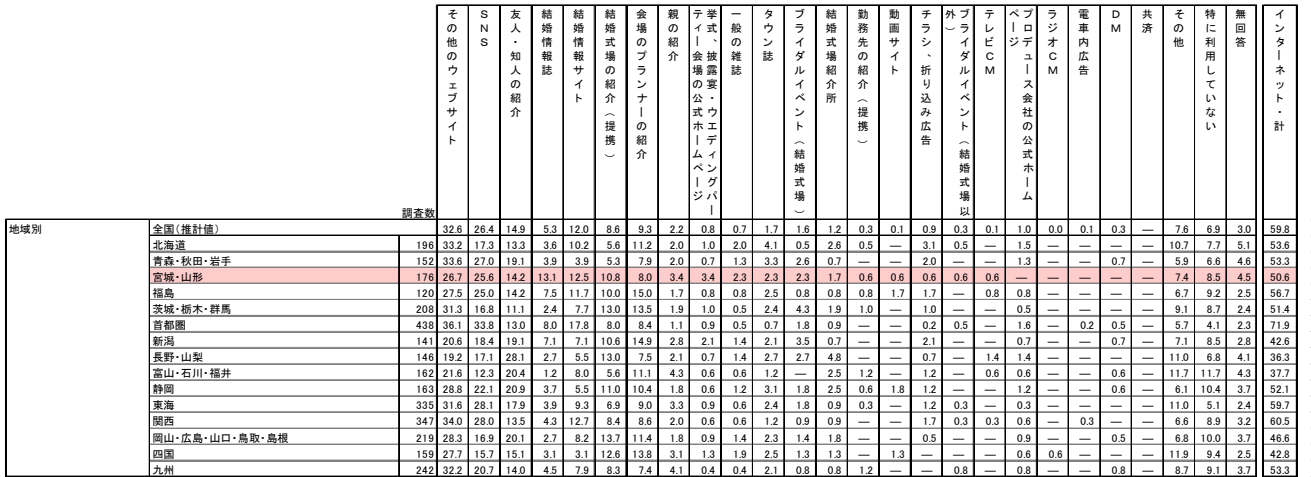 その他のウェブサイト
SNS
友人・知人の紹介
結婚情報誌
結婚情報サイト
結婚式場の紹介(提携)
会場のプランナーの紹介
親の紹介
挙式、披露宴・ウエディングパーティー会場の公式ホームページ
一般の雑誌
タウン誌
ブライダルイベント(結婚式場)
結婚式場紹介所
勤務先の紹介(提携)
動画サイト
チラシ、折り込み広告
ブライダルイベント(結婚式場以外)
テレビCM
プロデュース会社の公式ホームページ
ラジオCM
電車内広告
DM
共済
その他
特に利用していない
無回答
インターネット・計
調査数
地域別 全国(推計値) 32.6 26.4 14.9 5.3 12.0 8.6 9.3 2.2 0.8 0.7 1.7 1.6 1.2 0.3 0.1 0.9 0.3 0.1 1.0 0.0 0.1 0.3 — 7.6 6.9 3.0 59.8
北海道 196 33.2 17.3 13.3 3.6 10.2 5.6 11.2 2.0 1.0 2.0 4.1 0.5 2.6 0.5 — 3.1 0.5 — 1.5 — — — — 10.7 7.7 5.1 53.6
青森・秋田・岩手 152 33.6 27.0 19.1 3.9 3.9 5.3 7.9 2.0 0.7 1.3 3.3 2.6 0.7 — — 2.0 — — 1.3 — — 0.7 — 5.9 6.6 4.6 53.3
宮城・山形 176 26.7 25.6 14.2 13.1 12.5 10.8 8.0 3.4 3.4 2.3 2.3 2.3 1.7 0.6 0.6 0.6 0.6 0.6 — — — — — 7.4 8.5 4.5 50.6
福島 120 27.5 25.0 14.2 7.5 11.7 10.0 15.0 1.7 0.8 0.8 2.5 0.8 0.8 0.8 1.7 1.7 — 0.8 0.8 — — — — 6.7 9.2 2.5 56.7
茨城・栃木・群馬 208 31.3 16.8 11.1 2.4 7.7 13.0 13.5 1.9 1.0 0.5 2.4 4.3 1.9 1.0 — 1.0 — — 0.5 — — — — 9.1 8.7 2.4 51.4
首都圏 438 36.1 33.8 13.0 8.0 17.8 8.0 8.4 1.1 0.9 0.5 0.7 1.8 0.9 — — 0.2 0.5 — 1.6 — 0.2 0.5 — 5.7 4.1 2.3 71.9
新潟 141 20.6 18.4 19.1 7.1 7.1 10.6 14.9 2.8 2.1 1.4 2.1 3.5 0.7 — — 2.1 — — 0.7 — — 0.7 — 7.1 8.5 2.8 42.6
長野・山梨 146 19.2 17.1 28.1 2.7 5.5 13.0 7.5 2.1 0.7 1.4 2.7 2.7 4.8 — — 0.7 — 1.4 1.4 — — — — 11.0 6.8 4.1 36.3
富山・石川・福井 162 21.6 12.3 20.4 1.2 8.0 5.6 11.1 4.3 0.6 0.6 1.2 — 2.5 1.2 — 1.2 — 0.6 0.6 — — 0.6 — 11.7 11.7 4.3 37.7
静岡 163 28.8 22.1 20.9 3.7 5.5 11.0 10.4 1.8 0.6 1.2 3.1 1.8 2.5 0.6 1.8 1.2 — — 1.2 — — 0.6 — 6.1 10.4 3.7 52.1
東海 335 31.6 28.1 17.9 3.9 9.3 6.9 9.0 3.3 0.9 0.6 2.4 1.8 0.9 0.3 — 1.2 0.3 — 0.3 — — — — 11.0 5.1 2.4 59.7
関西 347 34.0 28.0 13.5 4.3 12.7 8.4 8.6 2.0 0.6 0.6 1.2 0.9 0.9 — — 1.7 0.3 0.3 0.6 — 0.3 — — 6.6 8.9 3.2 60.5
岡山・広島・山口・鳥取・島根 219 28.3 16.9 20.1 2.7 8.2 13.7 11.4 1.8 0.9 1.4 2.3 1.4 1.8 — — 0.5 — — 0.9 — — 0.5 — 6.8 10.0 3.7 46.6
四国 159 27.7 15.7 15.1 3.1 3.1 12.6 13.8 3.1 1.3 1.9 2.5 1.3 1.3 — 1.3 — — — 0.6 0.6 — — — 11.9 9.4 2.5 42.8
九州 242 32.2 20.7 14.0 4.5 7.9 8.3 7.4 4.1 0.4 0.4 2.1 0.8 0.8 1.2 — — 0.8 — 0.8 — — 0.8 — 8.7 9.1 3.7 53.3